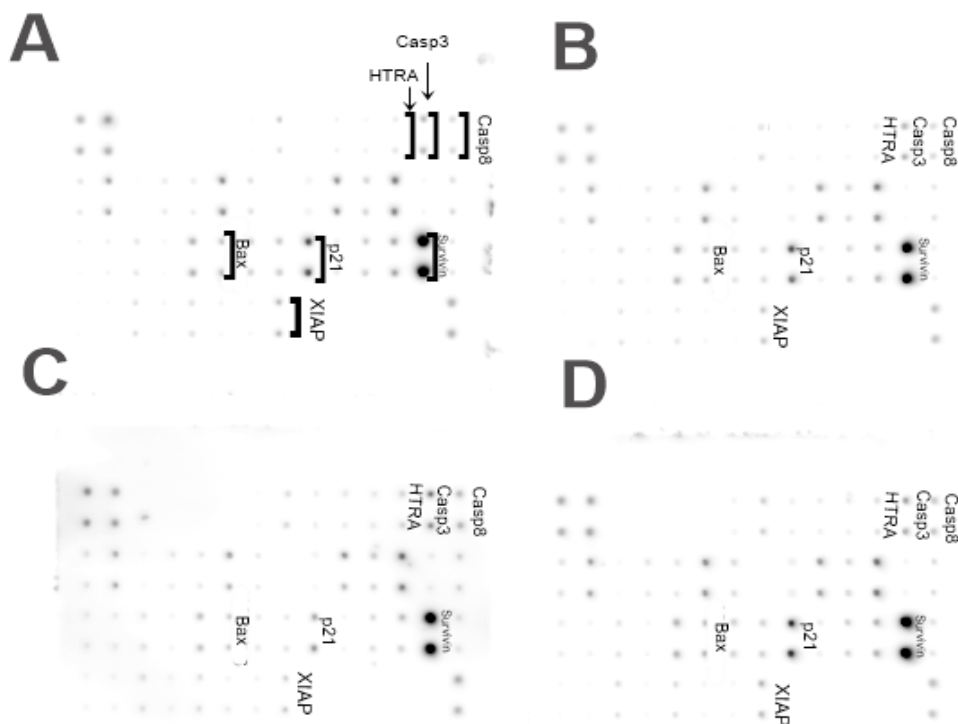 A
Casp3
HTRA
Casp8
Bax
p21
Survivin
XIAP
B
HTRA
Casp3
Casp8
Bax
p21
Survivin
XIAP
C
HTRA
Casp3
Casp8
Bax
p21
Survivin
XIAP
D
HTRA
Casp3
Casp8
Bax
p21
Survivin
XIAP